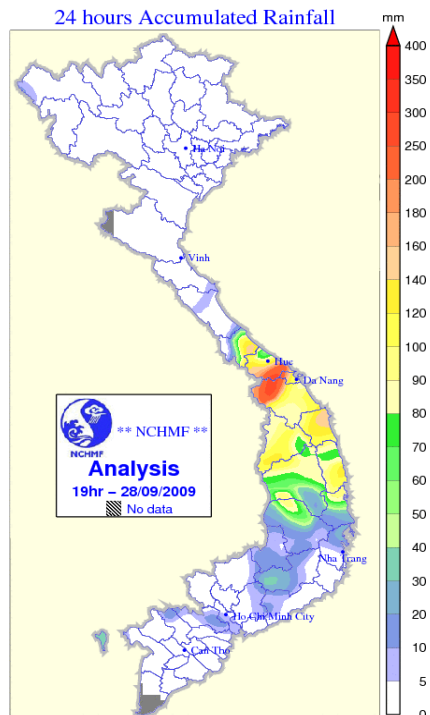 24 hours Accumulated Rainfall
mm
400
350
300
250
200
180
160
140
120
100
90
80
70
60
50
40
30
20
10
5
0
Ha Noi
Vinh
Hue
Da Nang
Nha Trang
Ho Chi Minh City
Can Tho
NCHMF
** NCHMF **
Analysis
19hr – 28/09/2009
No data